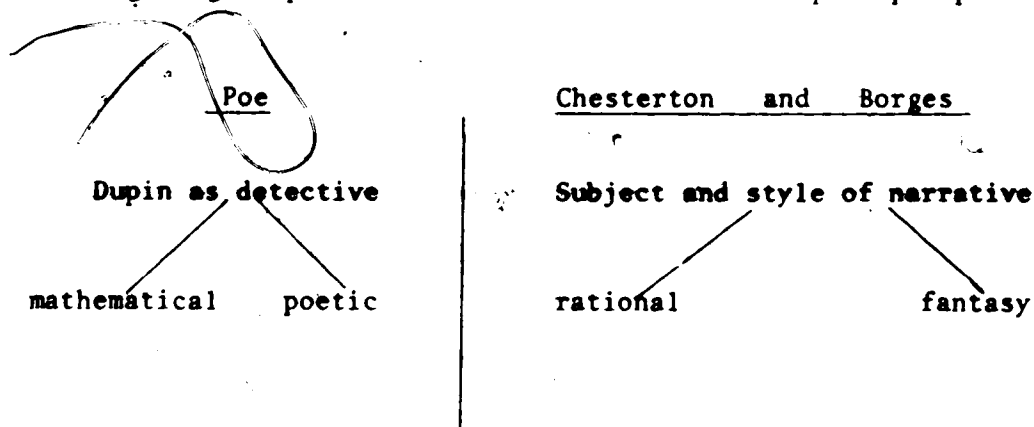 Poe
Chesterton and Borges
Dupin as detective
Subject and style of narrative
mathematical poetic
rational fantasy